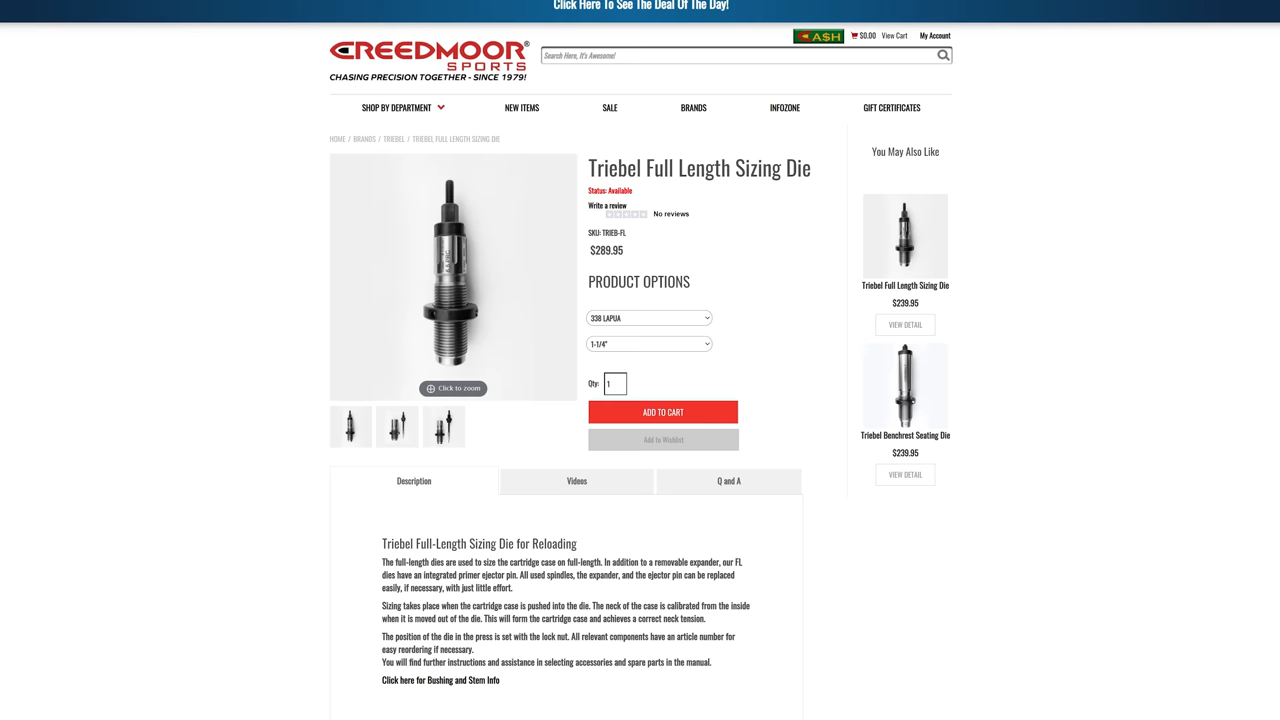 Click Here To See The Deal Of The Day!
CREEDMOOR®
SPORTS
CHASING PRECISION TOGETHER - SINCE 1979!
CA$H
$0.00 View Cart My Account
Search Here, It's Awesome!
SHOP BY DEPARTMENT NEW ITEMS SALE BRANDS INFOZONE GIFT CERTIFICATES
HOME / BRANDS / TRIEBEL / TRIEBEL FULL LENGTH SIZING DIE
Triebel Full Length Sizing Die
Status: Available
Write a review
No reviews
SKU: TRIEB-FL
$289.95
PRODUCT OPTIONS
338 LAPUA
1-1/4"
Qty: 1
ADD TO CART
Add to Wishlist
Click to zoom
You May Also Like
Triebel Full Length Sizing Die
$239.95
VIEW DETAIL
Triebel Benchrest Seating Die
$239.95
VIEW DETAIL
Description Videos Q and A
Triebel Full-Length Sizing Die for Reloading
The full-length dies are used to size the cartridge case on full-length. In addition to a removable expander, our FL
dies have an integrated primer ejector pin. All used spindles, the expander, and the ejector pin can be replaced
easily, if necessary, with just little effort.
Sizing takes place when the cartridge case is pushed into the die. The neck of the case is calibrated from the inside
when it is moved out of the die. This will form the cartridge case and achieves a correct neck tension.
The position of the die in the press is set with the lock nut. All relevant components have an article number for
easy reordering if necessary.
You will find further instructions and assistance in selecting accessories and spare parts in the manual.
Click here for Bushing and Stem Info